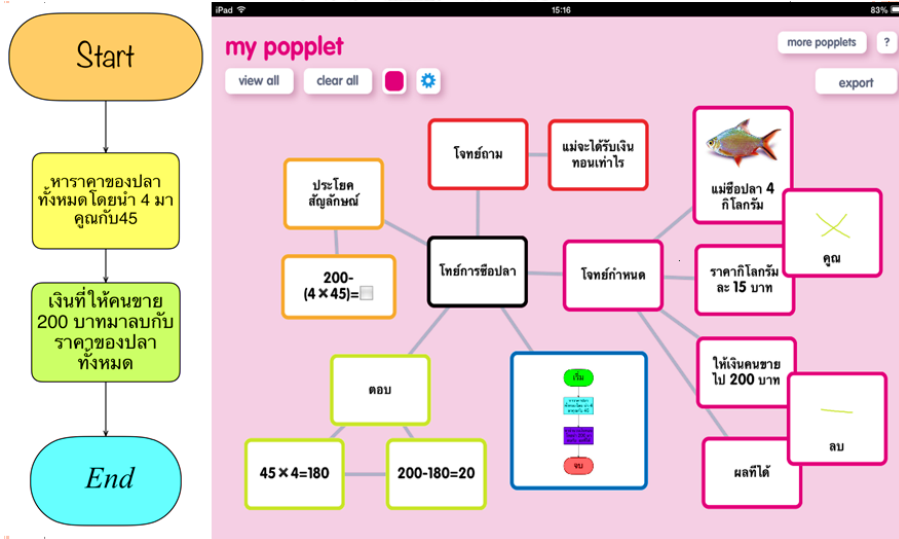 Start
หาราคาของปลา
ทั้งหมดโดยนำ 4 มา
คูณกับ45
เงินที่ให้คนขาย
200 บาทมาลบกับ
ราคาของปลา
ทั้งหมด
End
iPad
15:16
83%
my popplet
more popplets
?
view all
clear all
export
โจทย์ถาม
แม่จะได้รับเงิน
ทอนเท่าไร
ประโยค
สัญลักษณ์
200-
(4×45)=
โทย์การซือปลา
โจทย์กำหนด
แม่ซือปลา 4
กิโลกรัม
คูณ
ราคากิโลกรัม
ละ 15 บาท
ให้เงินคนขาย
ไป 200 บาท
ลบ
ผลทีได้
ตอบ
45×4=180
200-180=20
เริ่ม
จบ